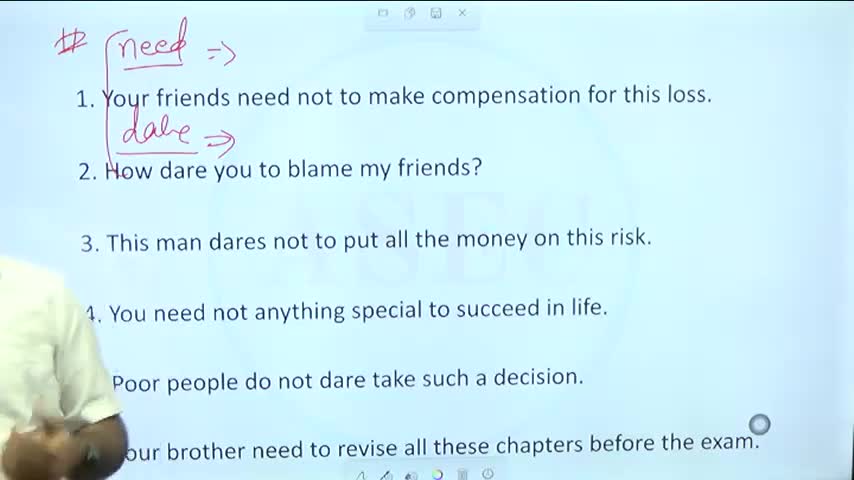 # need ⇒
1. Your friends need not to make compensation for this loss.
dare ⇒
2. How dare you to blame my friends?
3. This man dares not to put all the money on this risk.
4. You need not anything special to succeed in life.
Poor people do not dare take such a decision.
our brother need to revise all these chapters before the exam.